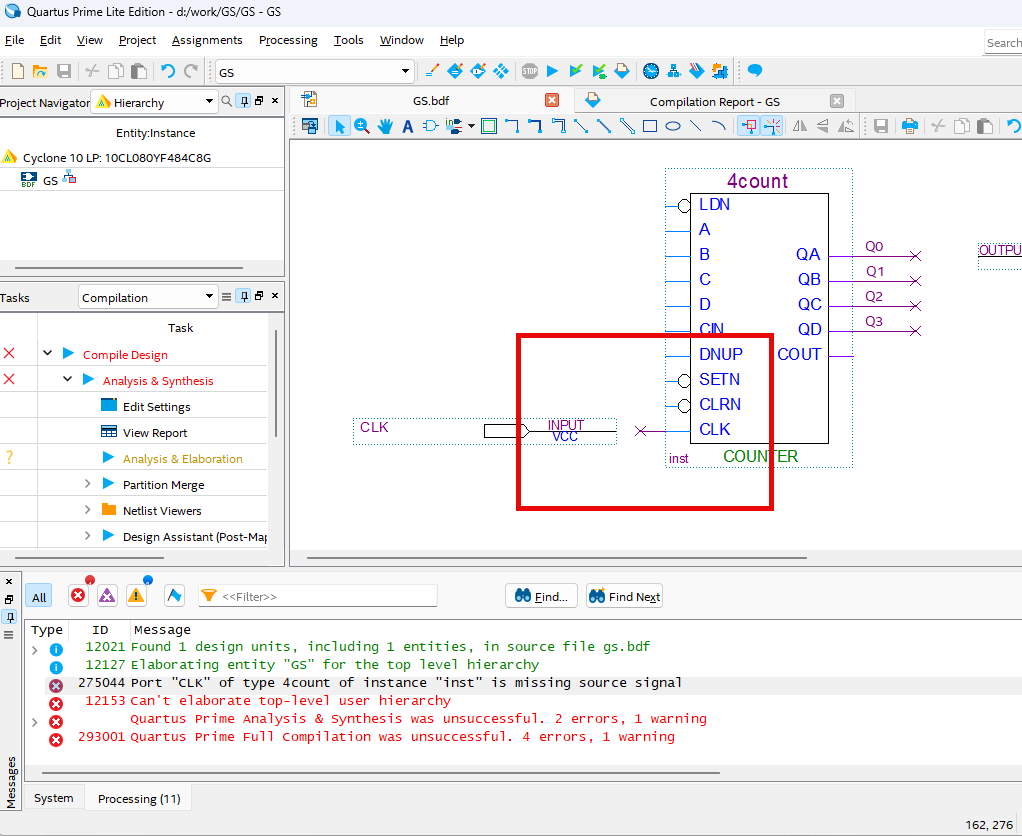 Quartus Prime Lite Edition - d:/work/GS/GS - GS
File Edit View Project Assignments Processing Tools Window Help
Search
GS
Project Navigator Hierarchy
GS.bdf
Compilation Report - GS
Entity:Instance
Cyclone 10 LP: 10CL080YF484C8G
GS
Tasks Compilation
Task
Compile Design
Analysis & Synthesis
Edit Settings
View Report
Analysis & Elaboration
Partition Merge
Netlist Viewers
Design Assistant (Post-Map
4count
LDN
A
B QA Q0
C QB Q1
D QC Q2
CIN QD Q3
DNUP COUT
SETN
CLRN
CLK
inst COUNTER
CLK INPUT
VCC
OUTPU
All <<Filter>> Find... Find Next
Type ID Message
12021 Found 1 design units, including 1 entities, in source file gs.bdf
12127 Elaborating entity "GS" for the top level hierarchy
275044 Port "CLK" of type 4count of instance "inst" is missing source signal
12153 Can't elaborate top-level user hierarchy
Quartus Prime Analysis & Synthesis was unsuccessful. 2 errors, 1 warning
293001 Quartus Prime Full Compilation was unsuccessful. 4 errors, 1 warning
Messages
System Processing (11)
162, 276